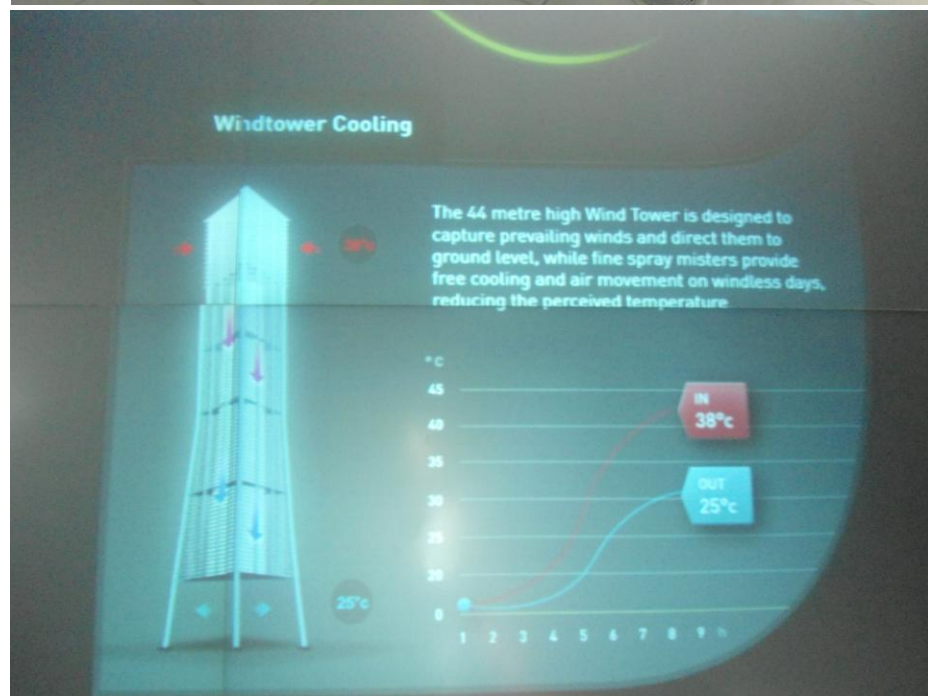 Windtower Cooling
The 44 metre high Wind Tower is designed to
capture prevailing winds and direct them to
ground level, while fine spray misters provide
free cooling and air movement on windless days,
reducing the perceived temperature
38°c
°C
45
40
35
30
25
20
0
IN
38°c
OUT
25°c
25°c
1 2 3 4 5 6 7 8 9 h